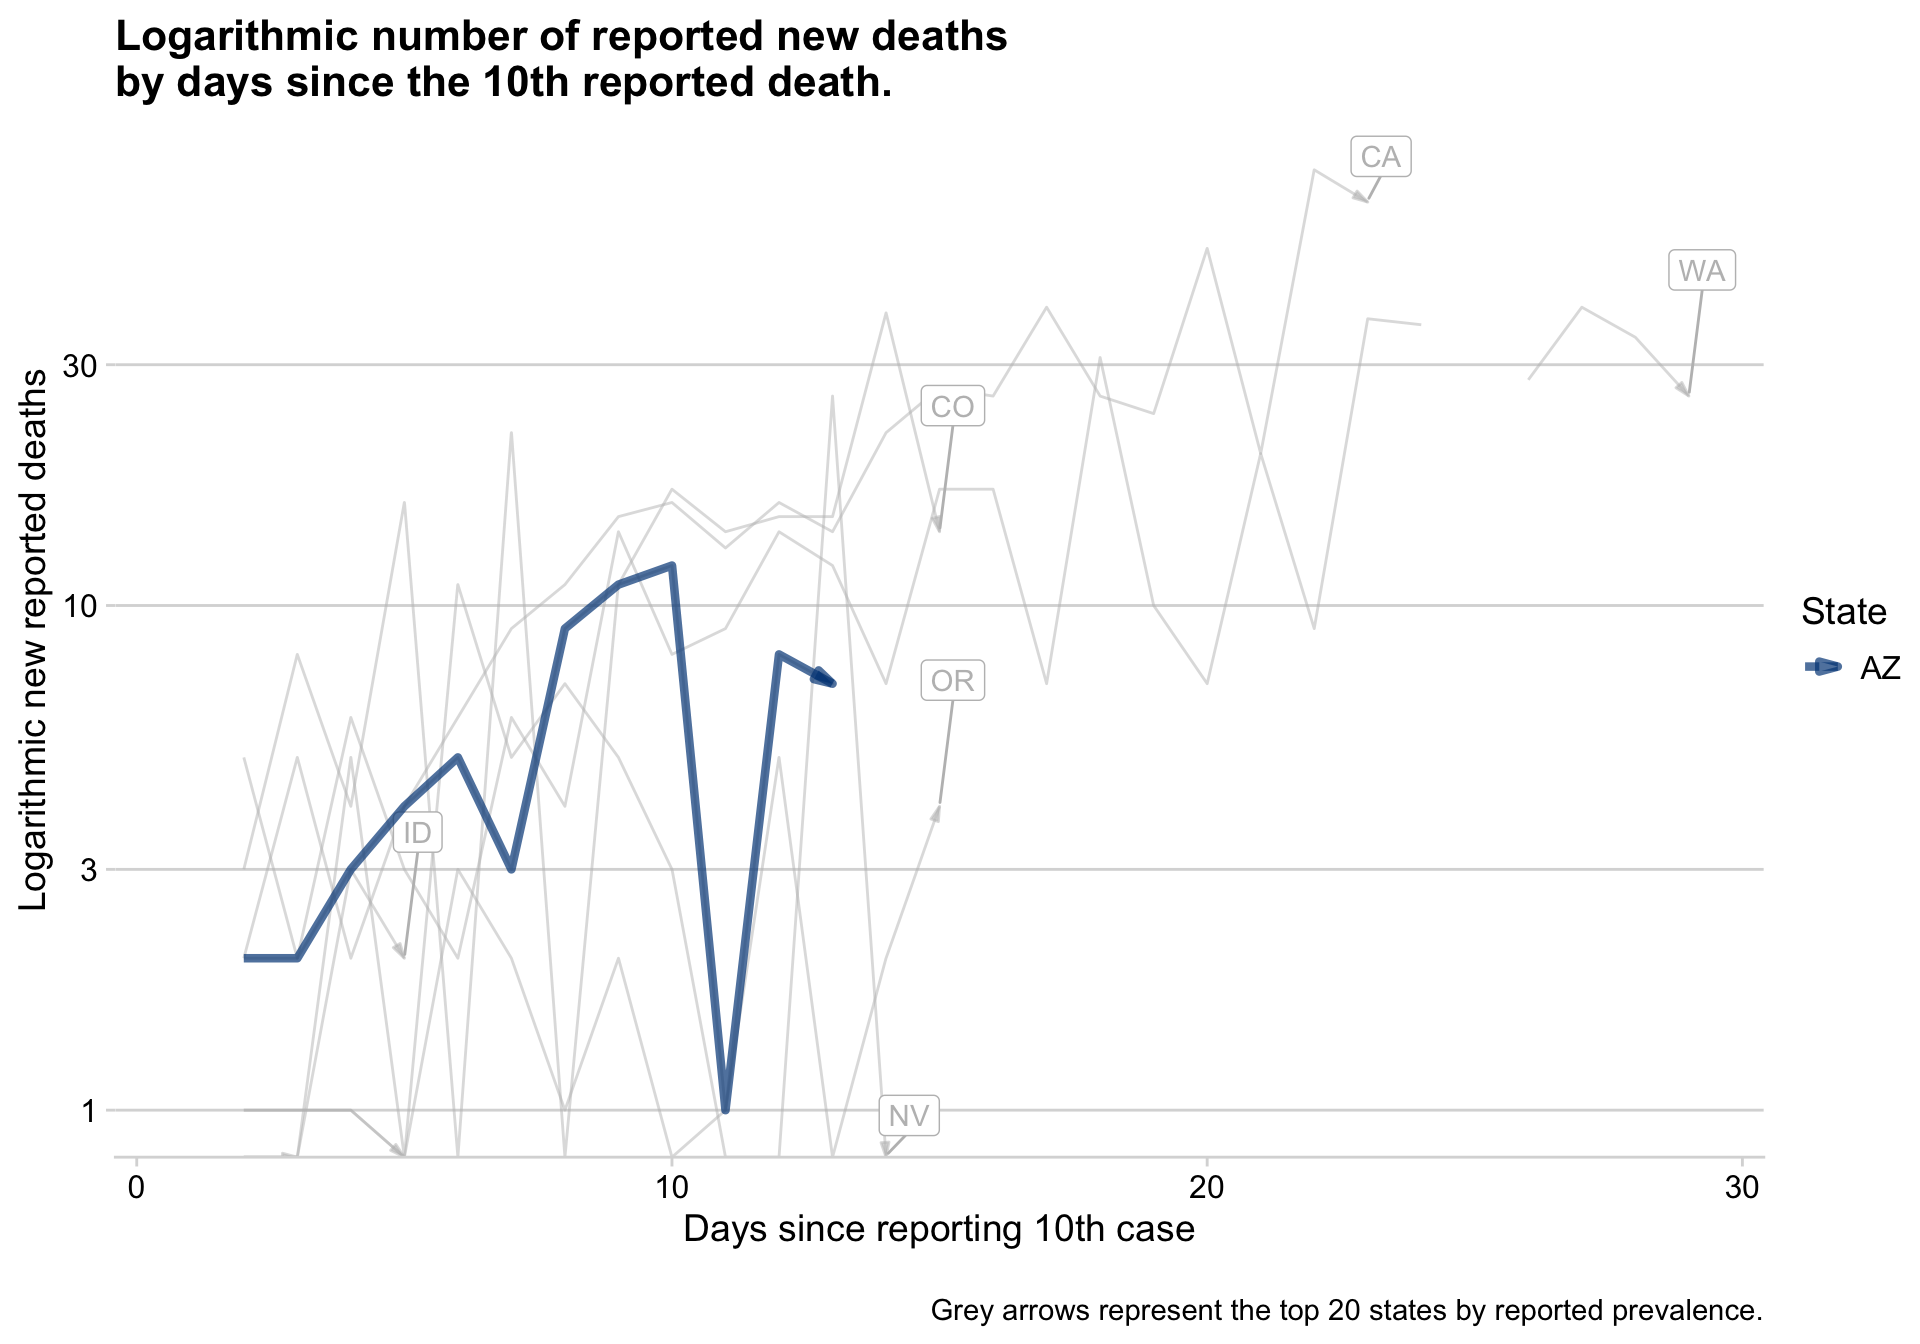 Logarithmic number of reported new deaths
by days since the 10th reported death.
CA
WA
30
CO
Logarithmic new reported deaths
10
State
AZ
OR
ID
3
1
NV
0 10 20 30
Days since reporting 10th case
Grey arrows represent the top 20 states by reported prevalence.